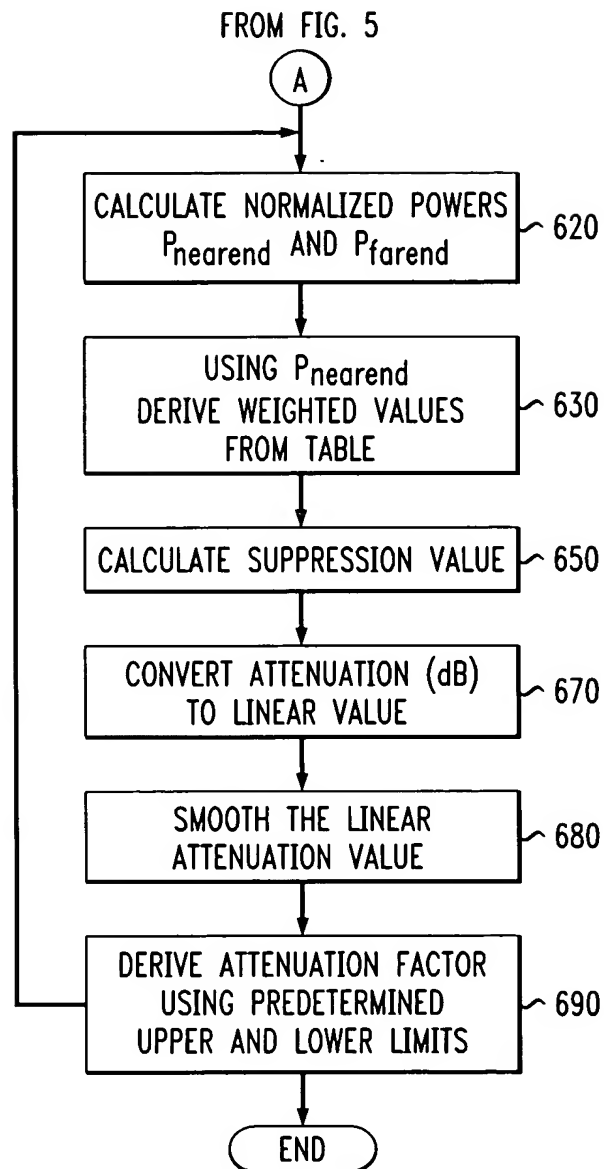 FROM FIG. 5
A
CALCULATE NORMALIZED POWERS
Pnearend AND Pfarend
620
USING Pnearend
DERIVE WEIGHTED VALUES
FROM TABLE
630
CALCULATE SUPPRESSION VALUE
650
CONVERT ATTENUATION (dB)
TO LINEAR VALUE
670
SMOOTH THE LINEAR
ATTENUATION VALUE
680
DERIVE ATTENUATION FACTOR
USING PREDETERMINED
UPPER AND LOWER LIMITS
690
END